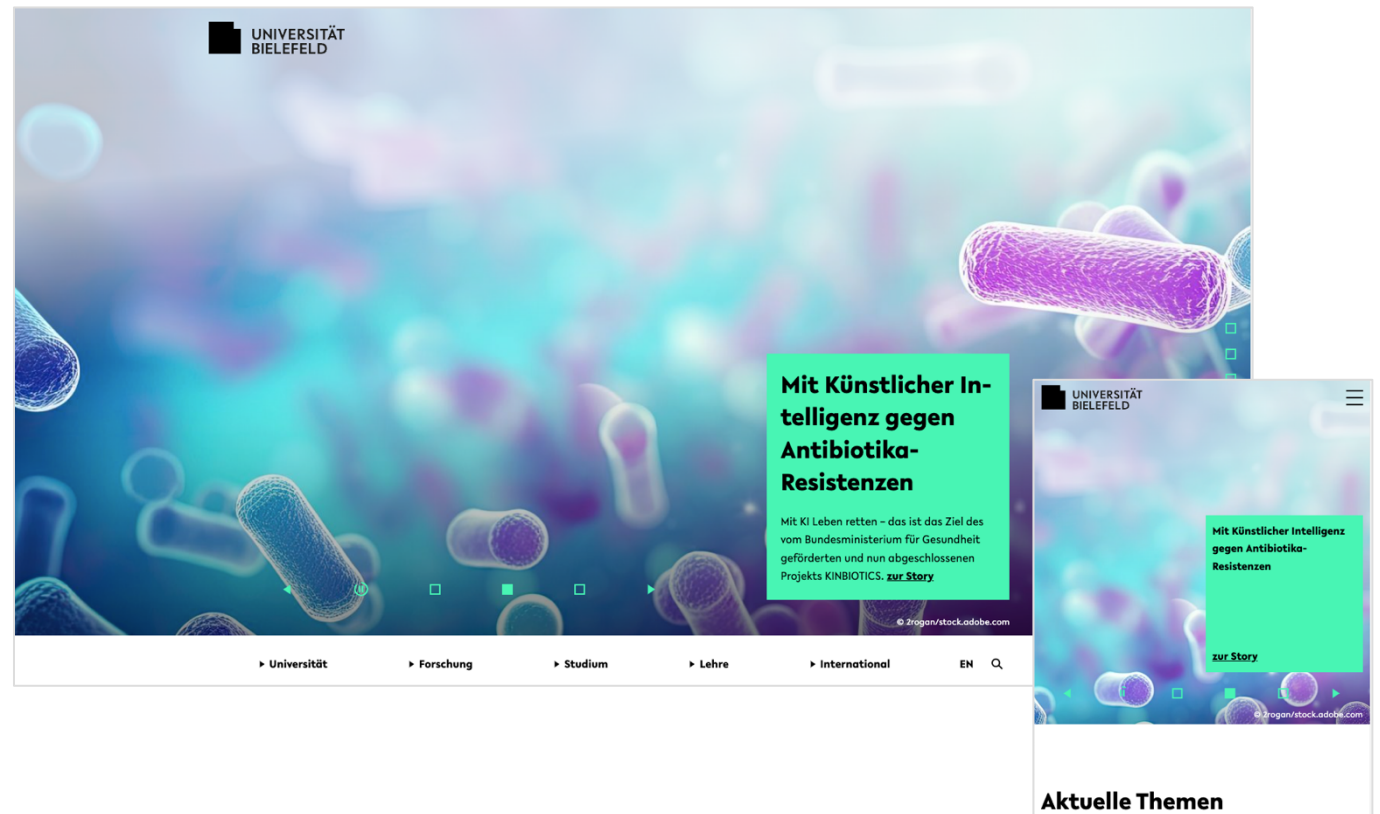 UNIVERSITÄT
BIELEFELD
Mit Künstlicher In-
telligenz gegen
Antibiotika-
Resistenzen
Mit KI Leben retten – das ist das Ziel des
vom Bundesministerium für Gesundheit
geförderten und nun abgeschlossenen
Projekts KINBIOTICS. zur Story
© 2rogan/stock.adobe.com
Universität Forschung Studium Lehre International EN
UNIVERSITÄT
BIELEFELD
Mit Künstlicher Intelligenz
gegen Antibiotika-
Resistenzen
zur Story
© 2rogan/stock.adobe.com
Aktuelle Themen